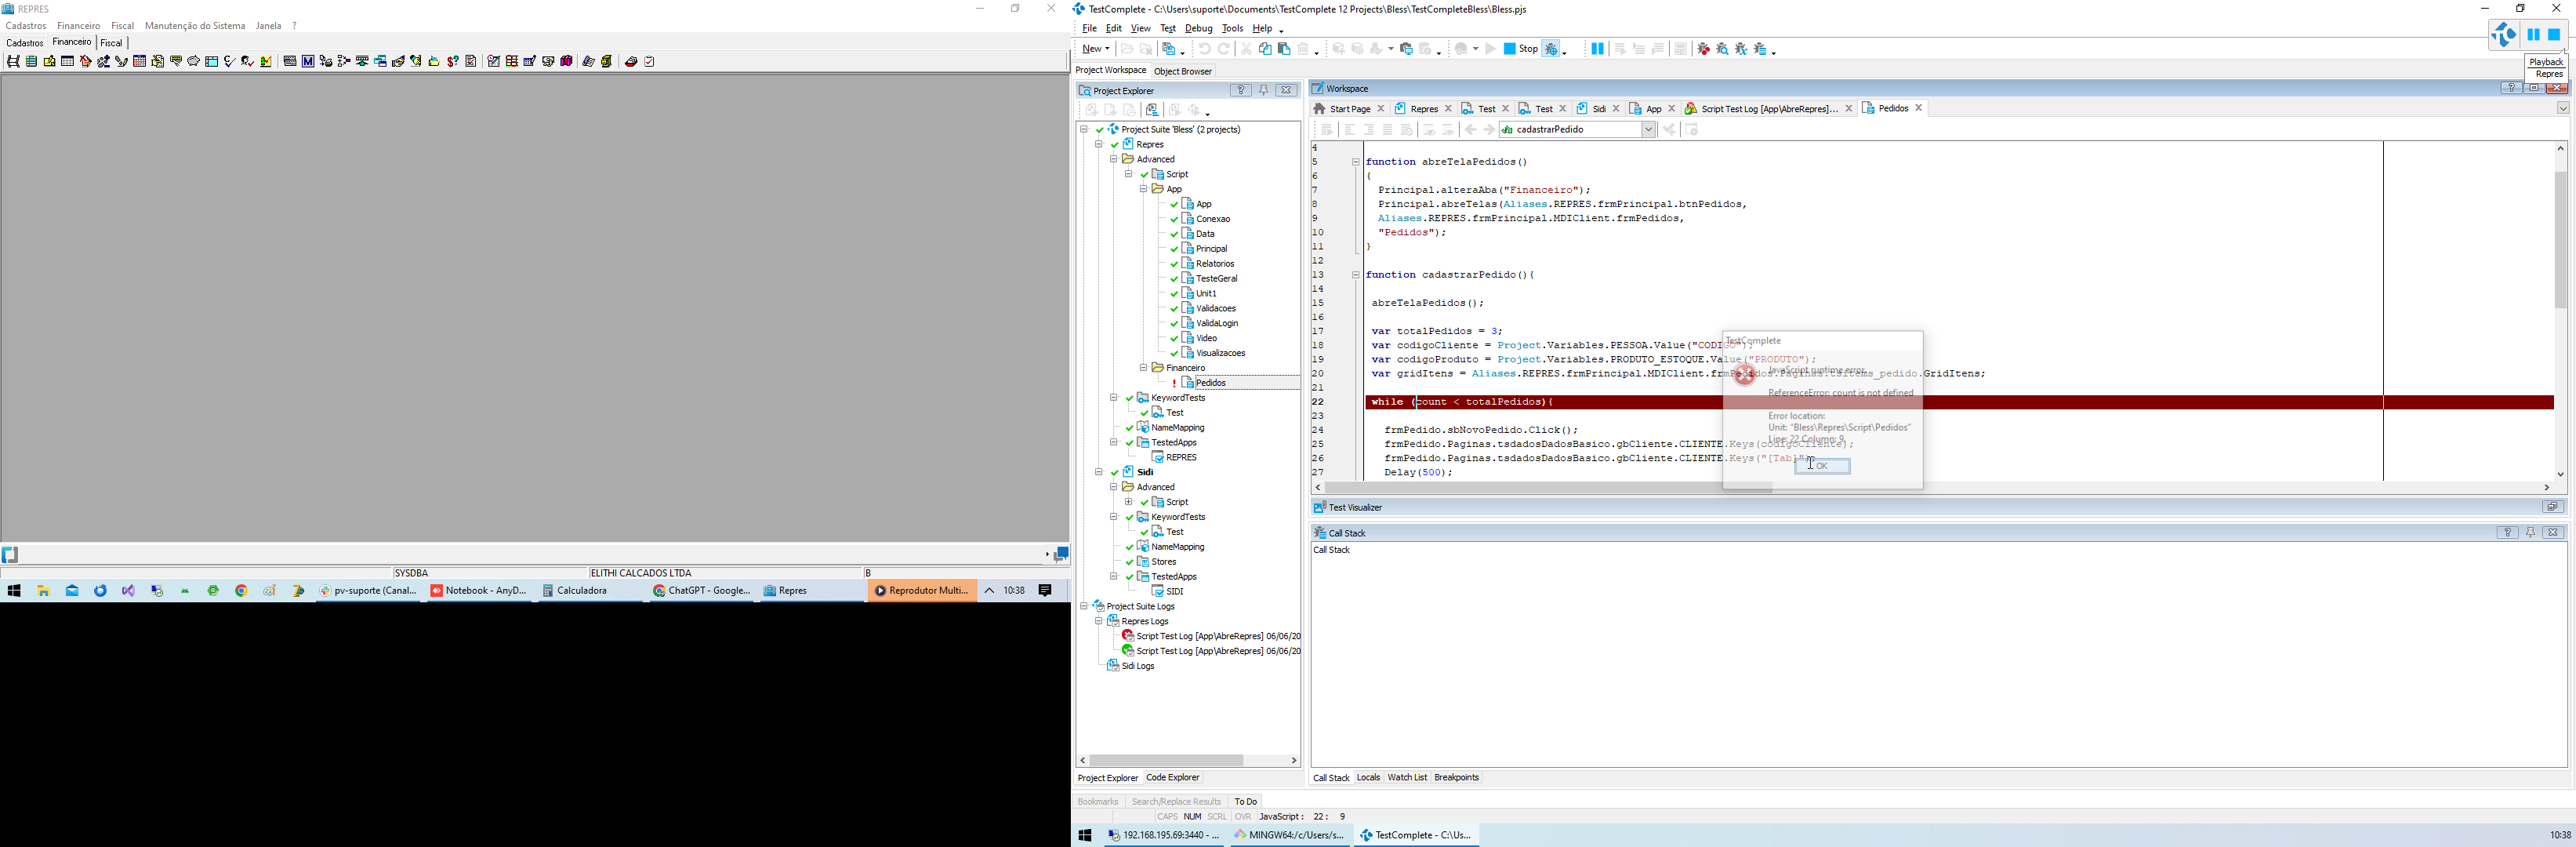 REPRES
Cadastros Financeiro Fiscal Manutenção do Sistema Janela ?
Cadastros Financeiro Fiscal
SYSDBA ELITHI CALCADOS LTDA B
pv-suporte (Canal... Notebook - AnyD... Calculadora ChatGPT - Google... Repres Reprodutor Multi... 10:38
TestComplete - C:\Users\suporte\Documents\TestComplete 12 Projects\Bless\TestCompleteBless\Bless.pjs
File Edit View Test Debug Tools Help
New Stop
Playback
Repres
Project Workspace Object Browser
Project Explorer
Project Suite 'Bless' (2 projects)
Repres
Advanced
Script
App
App
Conexao
Data
Principal
Relatorios
TesteGeral
Unit1
Validacoes
ValidaLogin
Video
Visualizacoes
Financeiro
Pedidos
KeywordTests
Test
NameMapping
TestedApps
REPRES
Sidi
Advanced
Script
KeywordTests
Test
NameMapping
Stores
TestedApps
SIDI
Project Suite Logs
Repres Logs
Script Test Log [App\AbreRepres] 06/06/20
Script Test Log [App\AbreRepres] 06/06/20
Sidi Logs
Project Explorer Code Explorer
Workspace
Start Page Repres Test Test Sidi App Script Test Log [App\AbreRepres]... Pedidos
cadastrarPedido
4
5 function abreTelaPedidos()
6 {
7 Principal.alteraAba("Financeiro");
8 Principal.abreTelas(Aliases.REPRES.frmPrincipal.btnPedidos,
9 Aliases.REPRES.frmPrincipal.MDIClient.frmPedidos,
10 "Pedidos");
11 }
12
13 function cadastrarPedido(){
14
15 abreTelaPedidos();
16
17 var totalPedidos = 3;
18 var codigoCliente = Project.Variables.PESSOA.Value("CODIGO");
19 var codigoProduto = Project.Variables.PRODUTO_ESTOQUE.Value("PRODUTO");
20 var gridItens = Aliases.REPRES.frmPrincipal.MDIClient.frmPedidos.Paginas.tsitems_pedido.GridItens;
21
22 while (count < totalPedidos){
23
24 frmPedido.sbNovoPedido.Click();
25 frmPedido.Paginas.tsdadosDadosBasico.gbCliente.CLIENTE.Keys(codigoCliente);
26 frmPedido.Paginas.tsdadosDadosBasico.gbCliente.CLIENTE.Keys("[Tab]");
27 Delay(500);
TestComplete
JavaScript runtime error.
ReferenceError: count is not defined
Error location:
Unit: "Bless\Repres\Script\Pedidos"
Line: 22 Column: 9.
OK
Test Visualizer
Call Stack
Call Stack
Call Stack Locals Watch List Breakpoints
Bookmarks Search/Replace Results To Do
CAPS NUM SCRL OVR JavaScript: 22: 9
192.168.195.69:3440 - ... MINGW64:/c/Users/s... TestComplete - C:\Us... 10:38